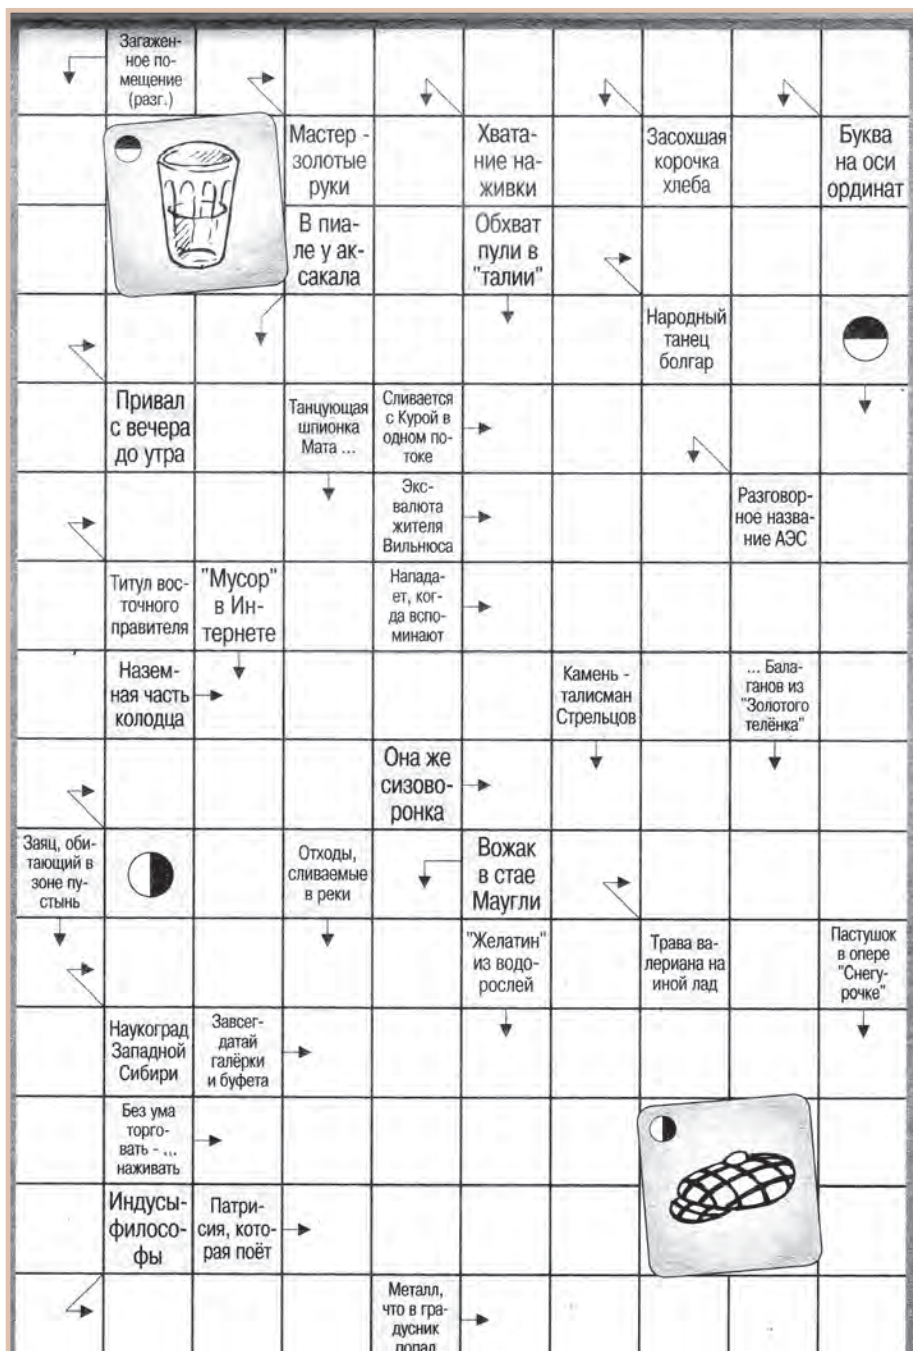 Загажен-
ное по-
мещение
(разг.)
Мастер -
золотые
руки
Хвата-
ние на-
живки
Засохшая
корочка
хлеба
Буква
на оси
ординат
В пиа-
ле у ак-
сакала
Обхват
пули в
"талии"
Народный
танец
болгар
Привал
с вечера
до утра
Танцующая
шпионка
Мата ...
Сливается
с Курой в
одном по-
токе
Экс-
валюта
жителя
Вильнюса
Разговор-
ное назва-
ние АЭС
Титул вос-
точного
правителя
"Мусор"
в Ин-
тернете
Напада-
ет, ког-
да вспо-
минают
Назем-
ная часть
колодца
Камень -
талисман
Стрельцов
... Бала-
ганов из
"Золотого
телёнка"
Она же
сизово-
ронка
Заяц, оби-
тающий в
зоне пу-
стынь
Отходы,
сливаемые
в реки
Вожак
в стае
Маугли
"Желатин"
из водо-
рослей
Трава ва-
лериана на
иной лад
Пастушок
в опере
"Снегу-
рочке"
Наукоград
Западной
Сибири
Завсег-
датай
галёрки
и буфета
Без ума
торго-
вать - ...
наживать
Индусы-
филосо-
фы
Патри-
сия, кото-
рая поёт
Металл,
что в гра-
дусник
попал